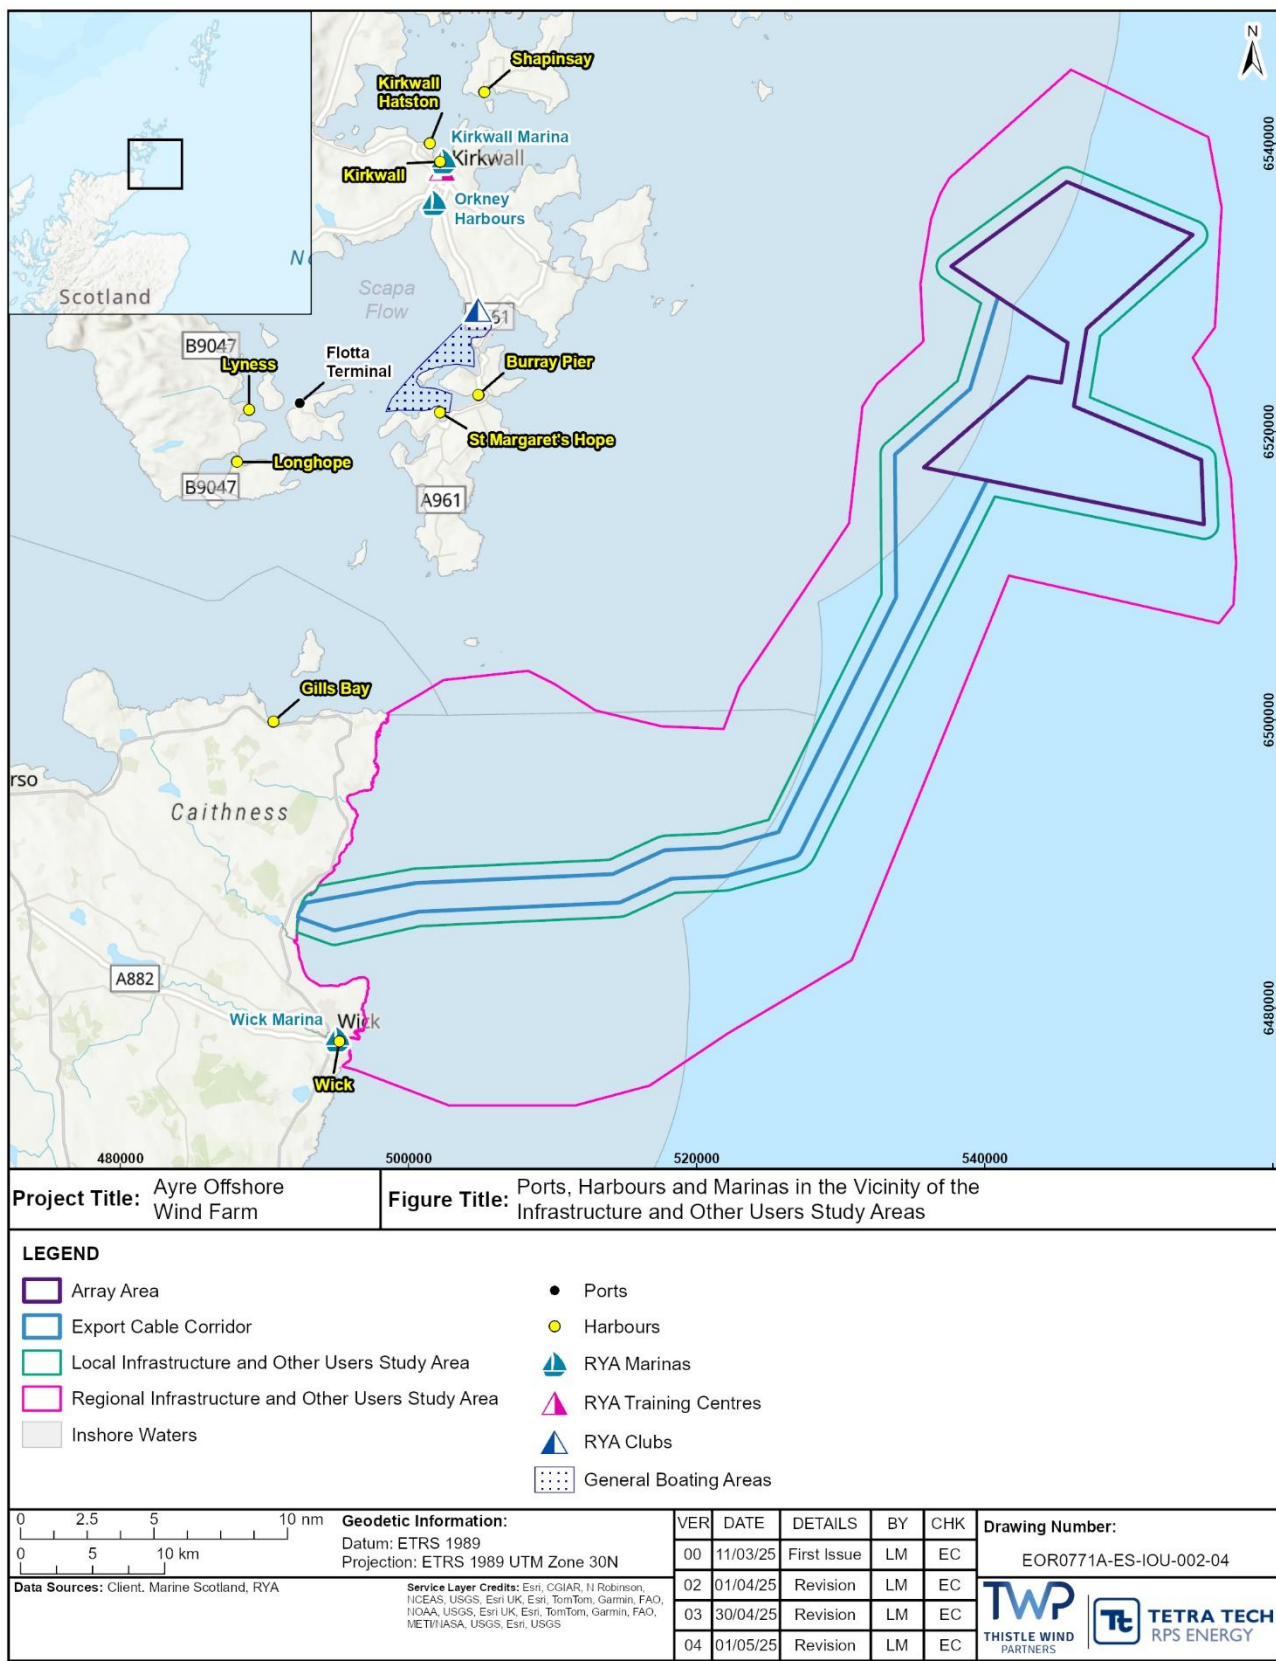 N
Shapinsay
Kirkwall
Hatston
Kirkwall Marina
Kirkwall
Kirkwall
Orkney
Harbours
Scapa
Flow
Scotland
B9047
Lyness
Flotta
Terminal
Burray Pier
St Margaret's Hope
Longhope
B9047
A961
Gills Bay
rso
Caithness
A882
Wick Marina
Wick
Wick
6540000
6520000
6500000
6480000
480000
500000
520000
540000
Project Title: Ayre Offshore
Wind Farm
Figure Title: Ports, Harbours and Marinas in the Vicinity of the
Infrastructure and Other Users Study Areas
LEGEND
Array Area
Export Cable Corridor
Local Infrastructure and Other Users Study Area
Regional Infrastructure and Other Users Study Area
Inshore Waters
Ports
Harbours
RYA Marinas
RYA Training Centres
RYA Clubs
General Boating Areas
0 2.5 5 10 nm
0 5 10 km
Geodetic Information:
Datum: ETRS 1989
Projection: ETRS 1989 UTM Zone 30N
Data Sources: Client. Marine Scotland, RYA
Service Layer Credits: Esri, CGIAR, N Robinson,
NCEAS, USGS, Esri UK, Esri, TomTom, Garmin, FAO,
NOAA, USGS, Esri UK, Esri, TomTom, Garmin, FAO,
METI/NASA, USGS, Esri, USGS
VER DATE DETAILS BY CHK
00 11/03/25 First Issue LM EC
02 01/04/25 Revision LM EC
03 30/04/25 Revision LM EC
04 01/05/25 Revision LM EC
Drawing Number:
EOR0771A-ES-IOU-002-04
TWP
THISTLE WIND
PARTNERS
Tt
TETRA TECH
RPS ENERGY